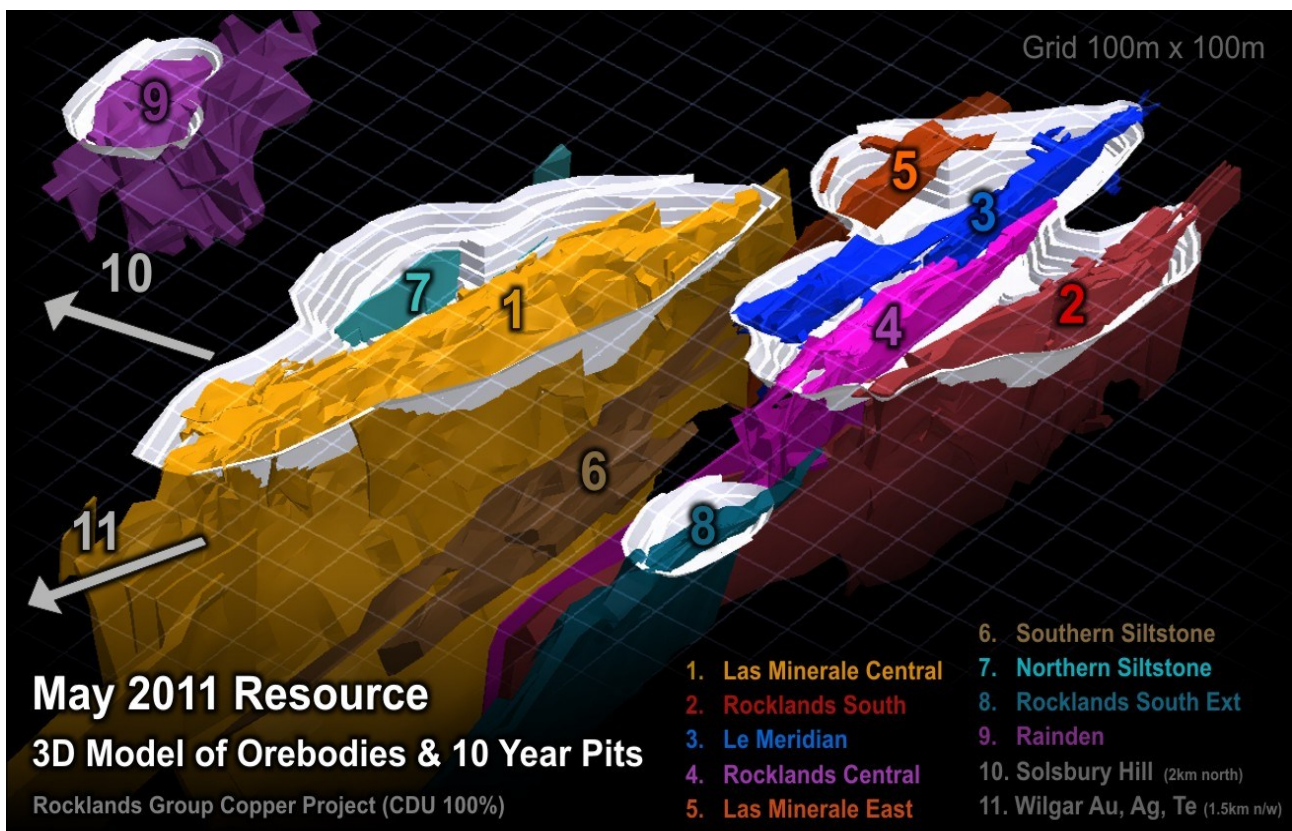 Grid 100m x 100m
9
5
3
10
7
1
4
2
6
8
11
May 2011 Resource
3D Model of Orebodies & 10 Year Pits
Rocklands Group Copper Project (CDU 100%)
1. Las Minerale Central
2. Rocklands South
3. Le Meridian
4. Rocklands Central
5. Las Minerale East
6. Southern Siltstone
7. Northern Siltstone
8. Rocklands South Ext
9. Rainden
10. Solsbury Hill (2km north)
11. Wilgar Au, Ag, Te (1.5km n/w)